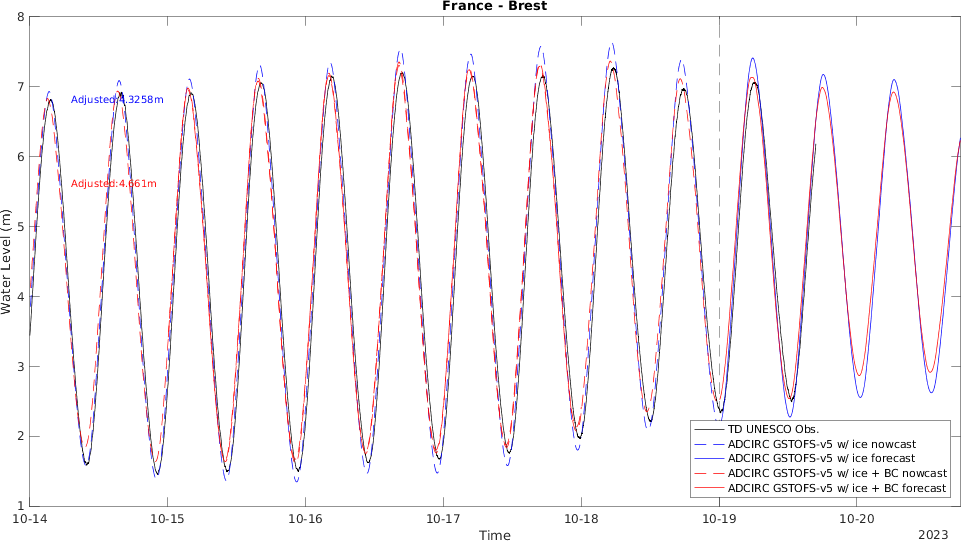 France - Brest
8
7
6
5
4
3
2
1
Water Level (m)
Adjusted:4.3258m
Adjusted:4.661m
TD UNESCO Obs.
ADCIRC GSTOFS-v5 w/ ice nowcast
ADCIRC GSTOFS-v5 w/ ice forecast
ADCIRC GSTOFS-v5 w/ ice + BC nowcast
ADCIRC GSTOFS-v5 w/ ice + BC forecast
10-14 10-15 10-16 10-17 10-18 10-19 10-20
Time
2023